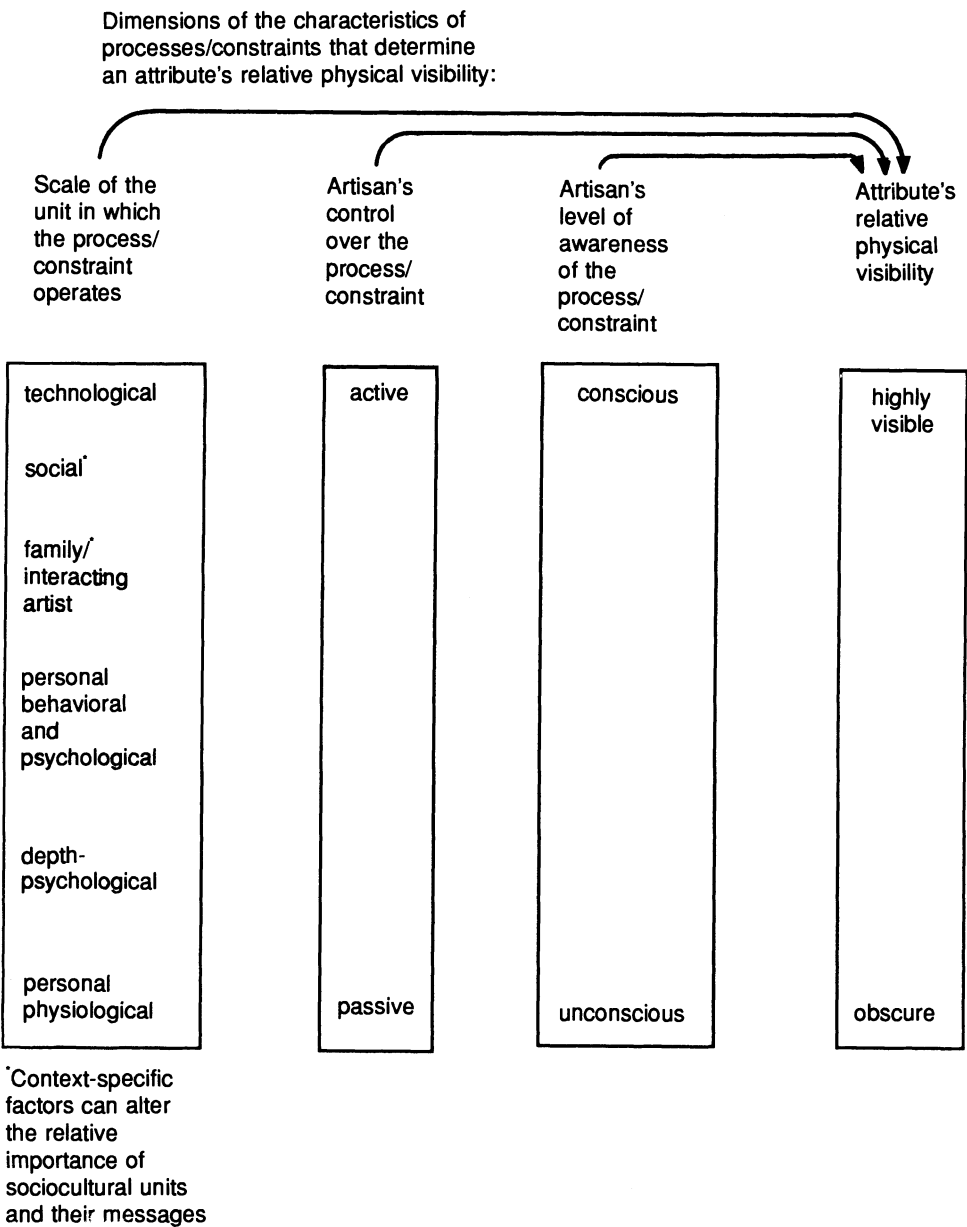 Dimensions of the characteristics of
processes/constraints that determine
an attribute's relative physical visibility:
Scale of the
unit in which
the process/
constraint
operates
Artisan's
control
over the
process/
constraint
Artisan's
level of
awareness
of the
process/
constraint
Attribute's
relative
physical
visibility
technological
social*
family/*
interacting
artist
personal
behavioral
and
psychological
depth-
psychological
personal
physiological
active
passive
conscious
unconscious
highly
visible
obscure
*Context-specific
factors can alter
the relative
importance of
sociocultural units
and their messages